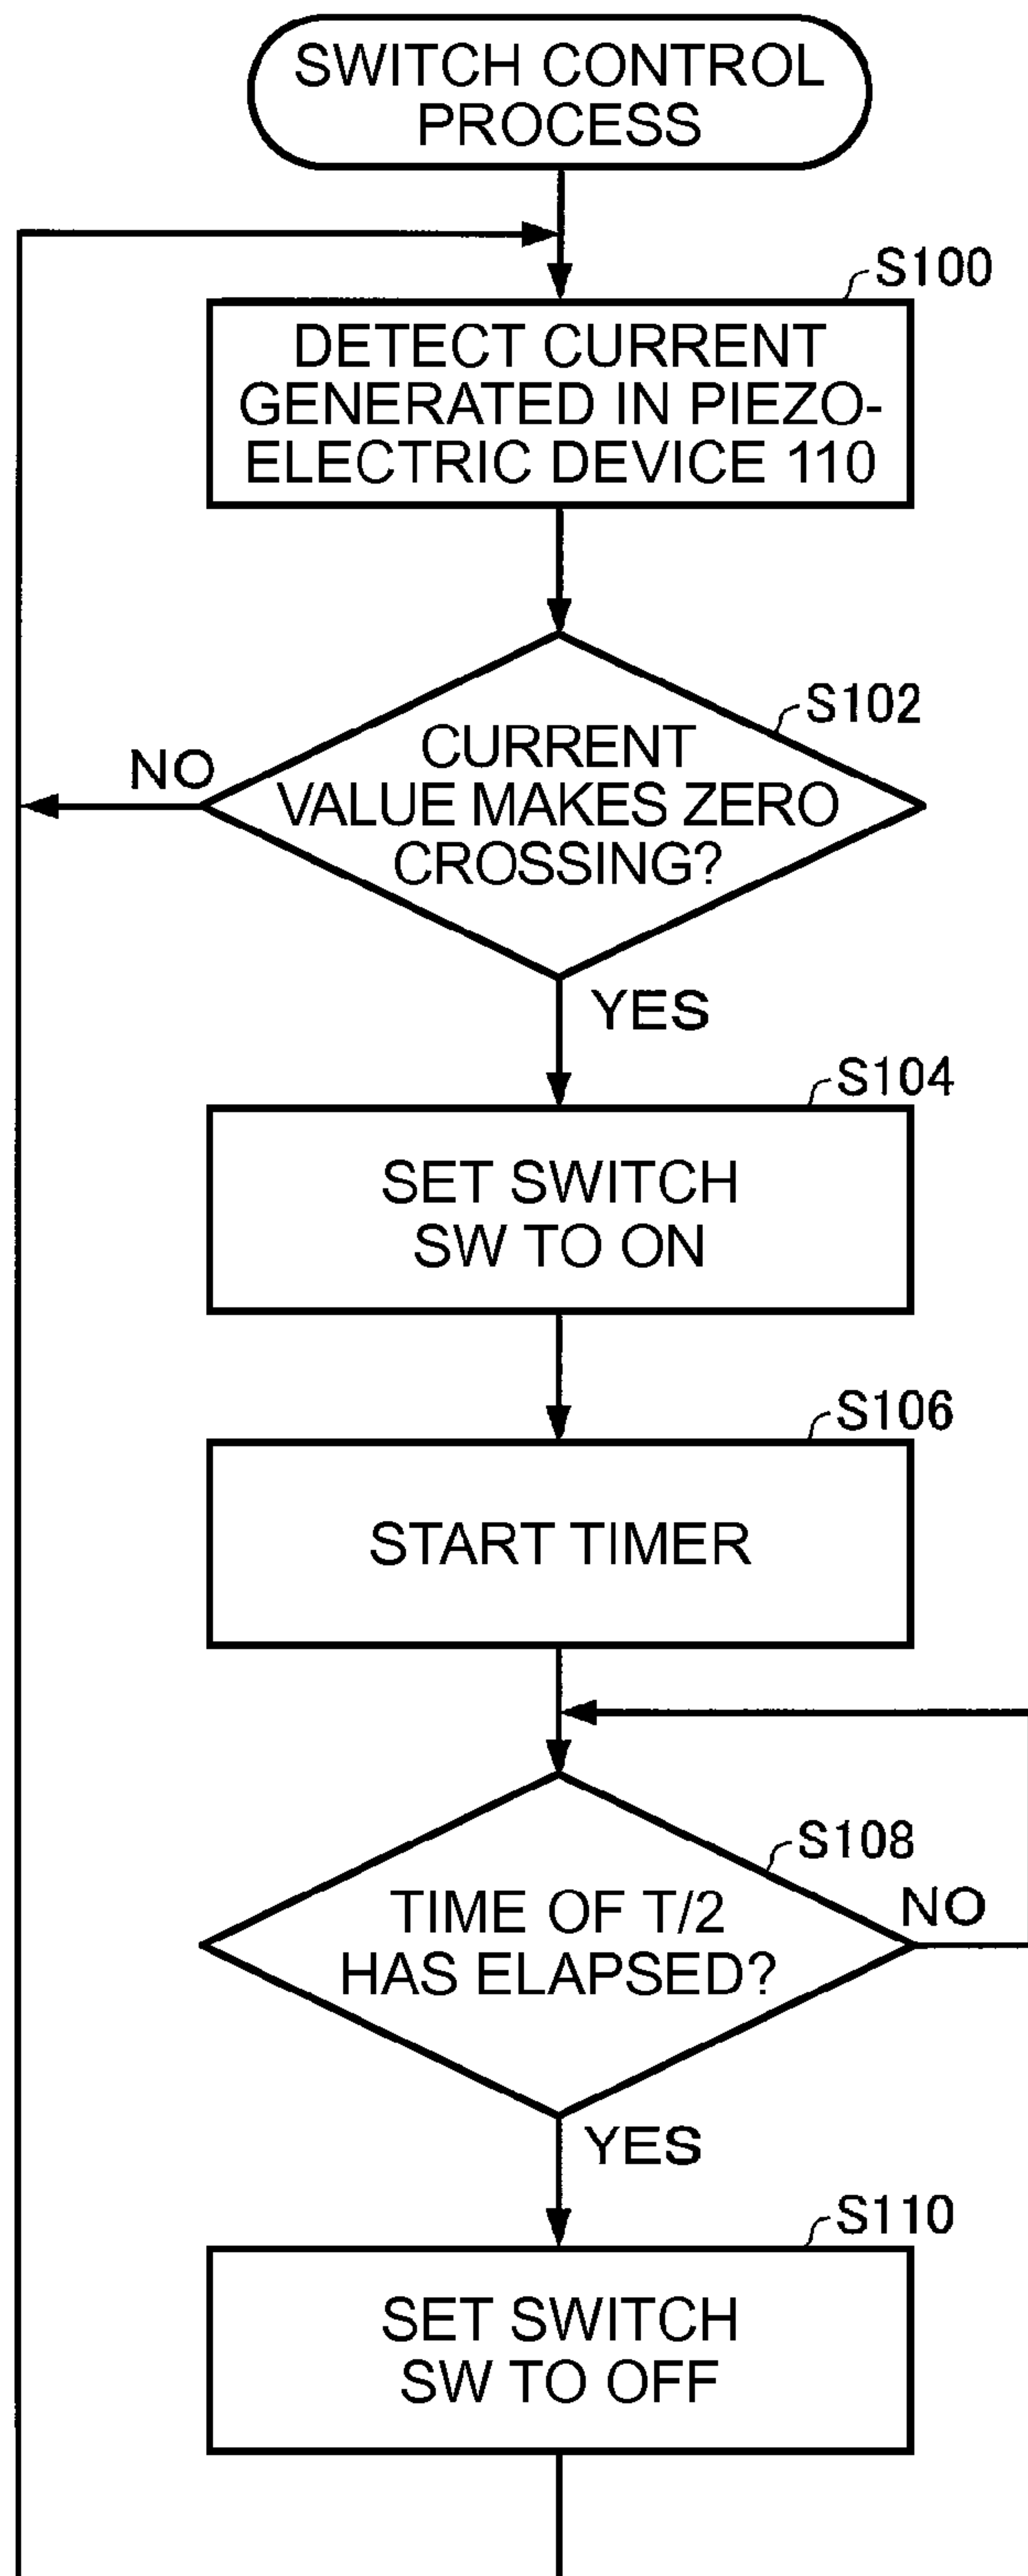 SWITCH CONTROL
PROCESS
S100
DETECT CURRENT
GENERATED IN PIEZO-
ELECTRIC DEVICE 110
S102
NO
CURRENT
VALUE MAKES ZERO
CROSSING?
YES
S104
SET SWITCH
SW TO ON
S106
START TIMER
S108
NO
TIME OF T/2
HAS ELAPSED?
YES
S110
SET SWITCH
SW TO OFF